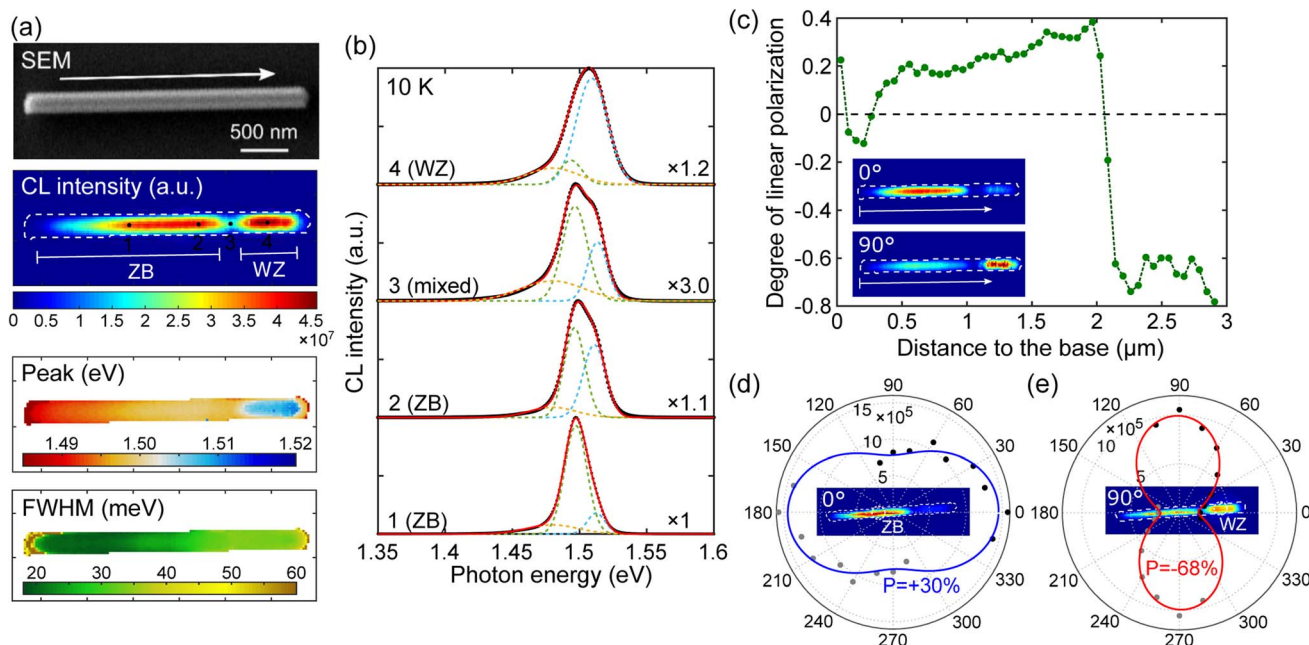 (a)
SEM
500 nm
CL intensity (a.u.)
1 2 3 4
ZB WZ
0 0.5 1 1.5 2 2.5 3 3.5 4 4.5
×10⁷
Peak (eV)
1.49 1.50 1.51 1.52
FWHM (meV)
20 30 40 50 60
(b)
10 K
4 (WZ) ×1.2
3 (mixed) ×3.0
2 (ZB) ×1.1
1 (ZB) ×1
CL intensity (a.u.)
1.35 1.4 1.45 1.5 1.55 1.6
Photon energy (eV)
(c)
Degree of linear polarization
0.4
0.2
0
-0.2
-0.4
-0.6
-0.8
0°
90°
0 0.5 1 1.5 2 2.5 3
Distance to the base (µm)
(d)
90
120 60
15 ×10⁵
150 10 30
5
0°
180 0
ZB
P=+30%
210 330
240 300
270
(e)
90
120 60
×10⁵
150 10 30
5
90°
180 0
WZ
P=-68%
210 330
240 300
270